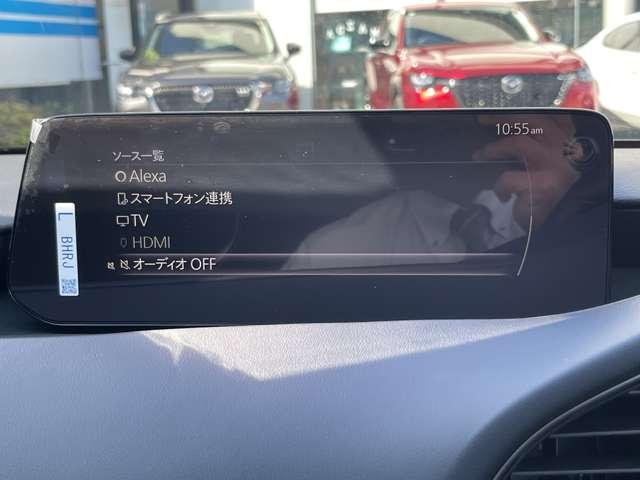 10:55am
ソース一覧
Alexa
スマートフォン連携
TV
HDMI
オーディオ OFF
L BHRJ